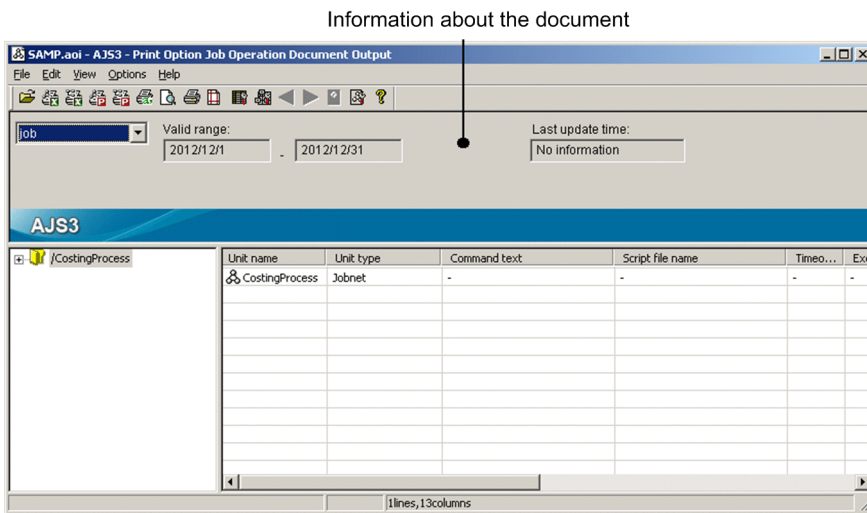 Information about the document
SAMP.aoi - AJS3 - Print Option Job Operation Document Output
File Edit View Options Help
Valid range: Last update time:
job 2012/12/1 - 2012/12/31 No information
AJS3
/CostingProcess Unit name Unit type Command text Script file name Timeo... Ex
CostingProcess Jobnet - - - -
1lines,13columns